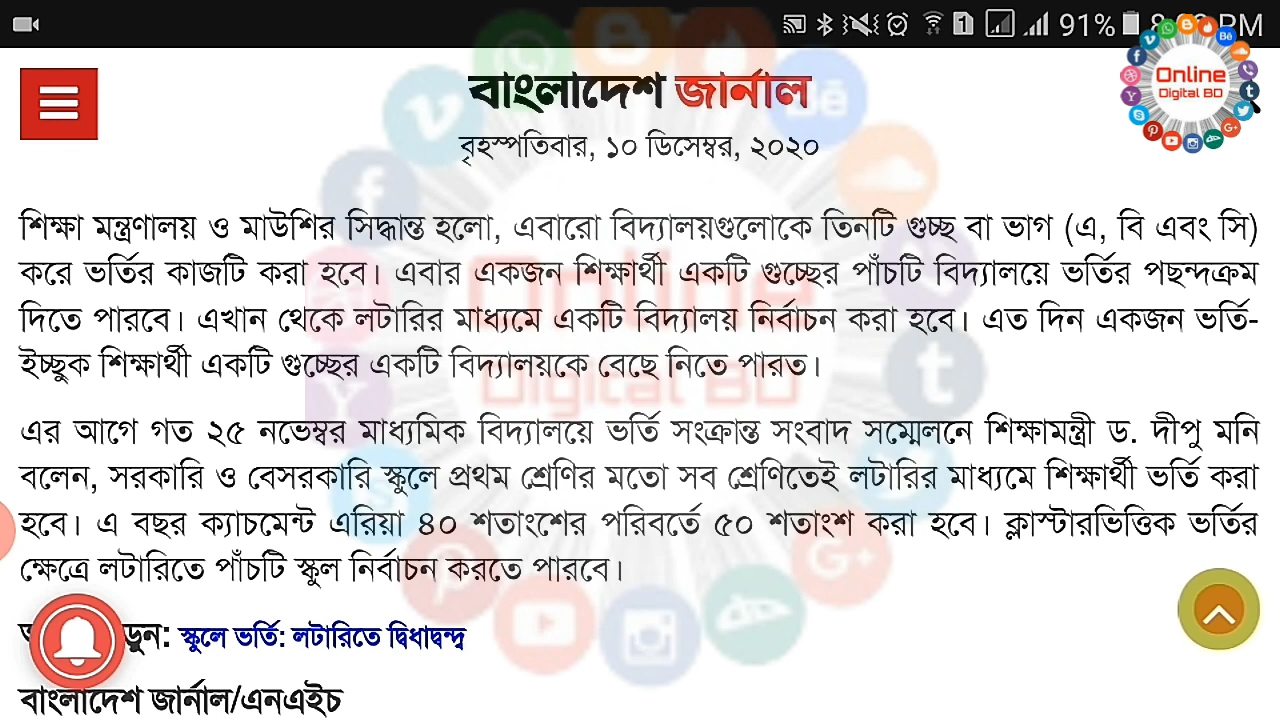 91%
PM
Online
Digital BD
বাংলাদেশ জার্নাল
বৃহস্পতিবার, ১০ ডিসেম্বর, ২০২০
শিক্ষা মন্ত্রণালয় ও মাউশির সিদ্ধান্ত হলো, এবারো বিদ্যালয়গুলোকে তিনটি গুচ্ছ বা ভাগ (এ, বি এবং সি)
করে ভর্তির কাজটি করা হবে। এবার একজন শিক্ষার্থী একটি গুচ্ছের পাঁচটি বিদ্যালয়ে ভর্তির পছন্দক্রম
দিতে পারবে। এখান থেকে লটারির মাধ্যমে একটি বিদ্যালয় নির্বাচন করা হবে। এত দিন একজন ভর্তি-
ইচ্ছুক শিক্ষার্থী একটি গুচ্ছের একটি বিদ্যালয়কে বেছে নিতে পারত।
Online
Digital BD
এর আগে গত ২৫ নভেম্বর মাধ্যমিক বিদ্যালয়ে ভর্তি সংক্রান্ত সংবাদ সম্মেলনে শিক্ষামন্ত্রী ড. দীপু মনি
বলেন, সরকারি ও বেসরকারি স্কুলে প্রথম শ্রেণির মতো সব শ্রেণিতেই লটারির মাধ্যমে শিক্ষার্থী ভর্তি করা
হবে। এ বছর ক্যাচমেন্ট এরিয়া ৪০ শতাংশের পরিবর্তে ৫০ শতাংশ করা হবে। ক্লাস্টারভিত্তিক ভর্তির
ক্ষেত্রে লটারিতে পাঁচটি স্কুল নির্বাচন করতে পারবে।
স্কুলে ভর্তি: লটারিতে দ্বিধাদ্বন্দ্ব
বাংলাদেশ জার্নাল/এনএইচ